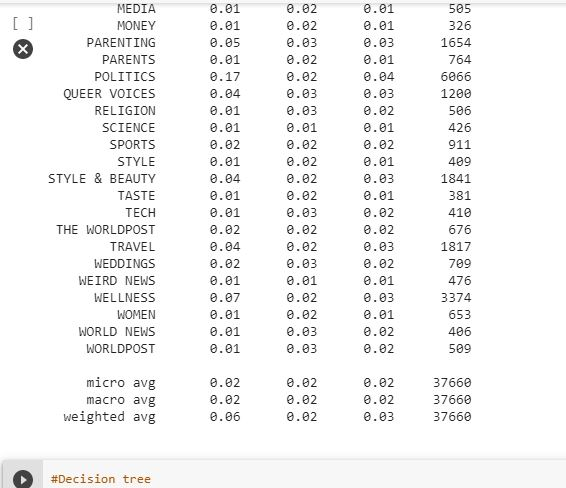 MEDIA 0.01 0.02 0.01 505
[ ] MONEY 0.01 0.02 0.01 326
PARENTING 0.05 0.03 0.03 1654
PARENTS 0.01 0.02 0.01 764
POLITICS 0.17 0.02 0.04 6066
QUEER VOICES 0.04 0.03 0.03 1200
RELIGION 0.01 0.03 0.02 506
SCIENCE 0.01 0.01 0.01 426
SPORTS 0.02 0.02 0.02 911
STYLE 0.01 0.02 0.01 409
STYLE & BEAUTY 0.04 0.02 0.03 1841
TASTE 0.01 0.02 0.01 381
TECH 0.01 0.03 0.02 410
THE WORLDPOST 0.02 0.02 0.02 676
TRAVEL 0.04 0.02 0.03 1817
WEDDINGS 0.02 0.03 0.02 709
WEIRD NEWS 0.01 0.01 0.01 476
WELLNESS 0.07 0.02 0.03 3374
WOMEN 0.01 0.02 0.01 653
WORLD NEWS 0.01 0.03 0.02 406
WORLDPOST 0.01 0.03 0.02 509
micro avg 0.02 0.02 0.02 37660
macro avg 0.02 0.02 0.02 37660
weighted avg 0.06 0.02 0.03 37660
#Decision tree